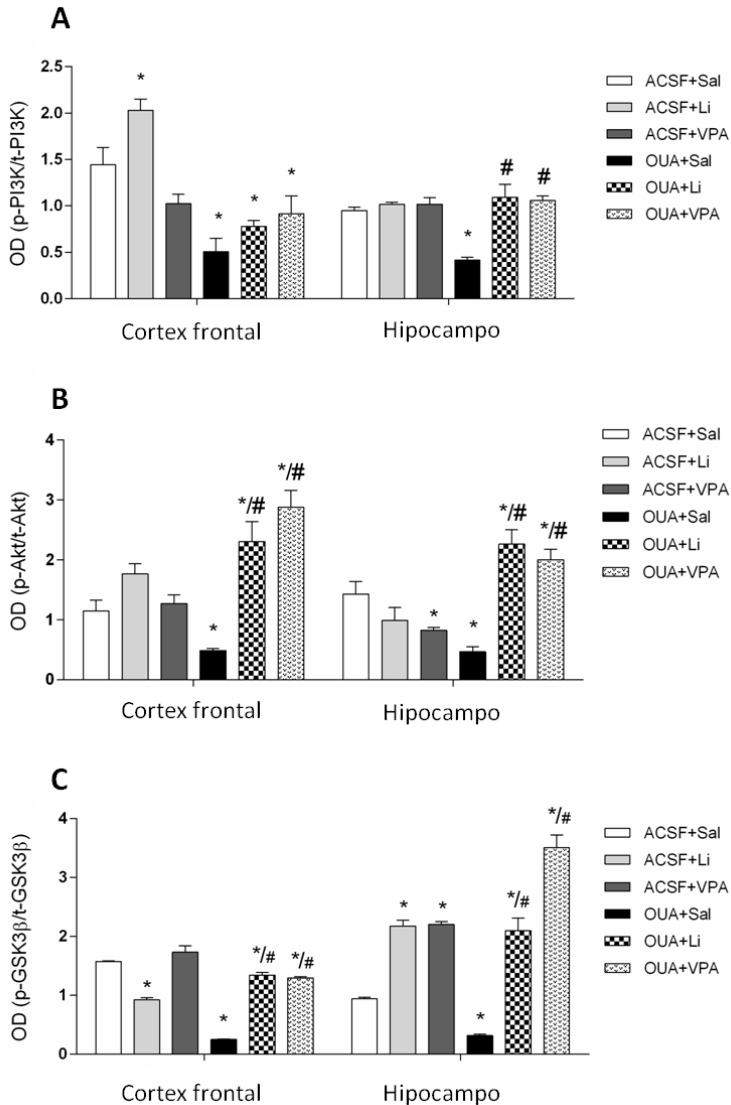 A
OD (p-PI3K/t-PI3K)
2.5
2.0
1.5
1.0
0.5
0.0
*
*
*
*
*
#
#
Cortex frontal
Hipocampo
ACSF+Sal
ACSF+Li
ACSF+VPA
OUA+Sal
OUA+Li
OUA+VPA
B
OD (p-Akt/t-Akt)
4
3
2
1
0
*
*/#
*/#
*
*
*/#
*/#
Cortex frontal
Hipocampo
ACSF+Sal
ACSF+Li
ACSF+VPA
OUA+Sal
OUA+Li
OUA+VPA
C
OD (p-GSK3β/t-GSK3β)
4
3
2
1
0
*
*
*/#
*/#
*
*
*
*/#
*/#
Cortex frontal
Hipocampo
ACSF+Sal
ACSF+Li
ACSF+VPA
OUA+Sal
OUA+Li
OUA+VPA